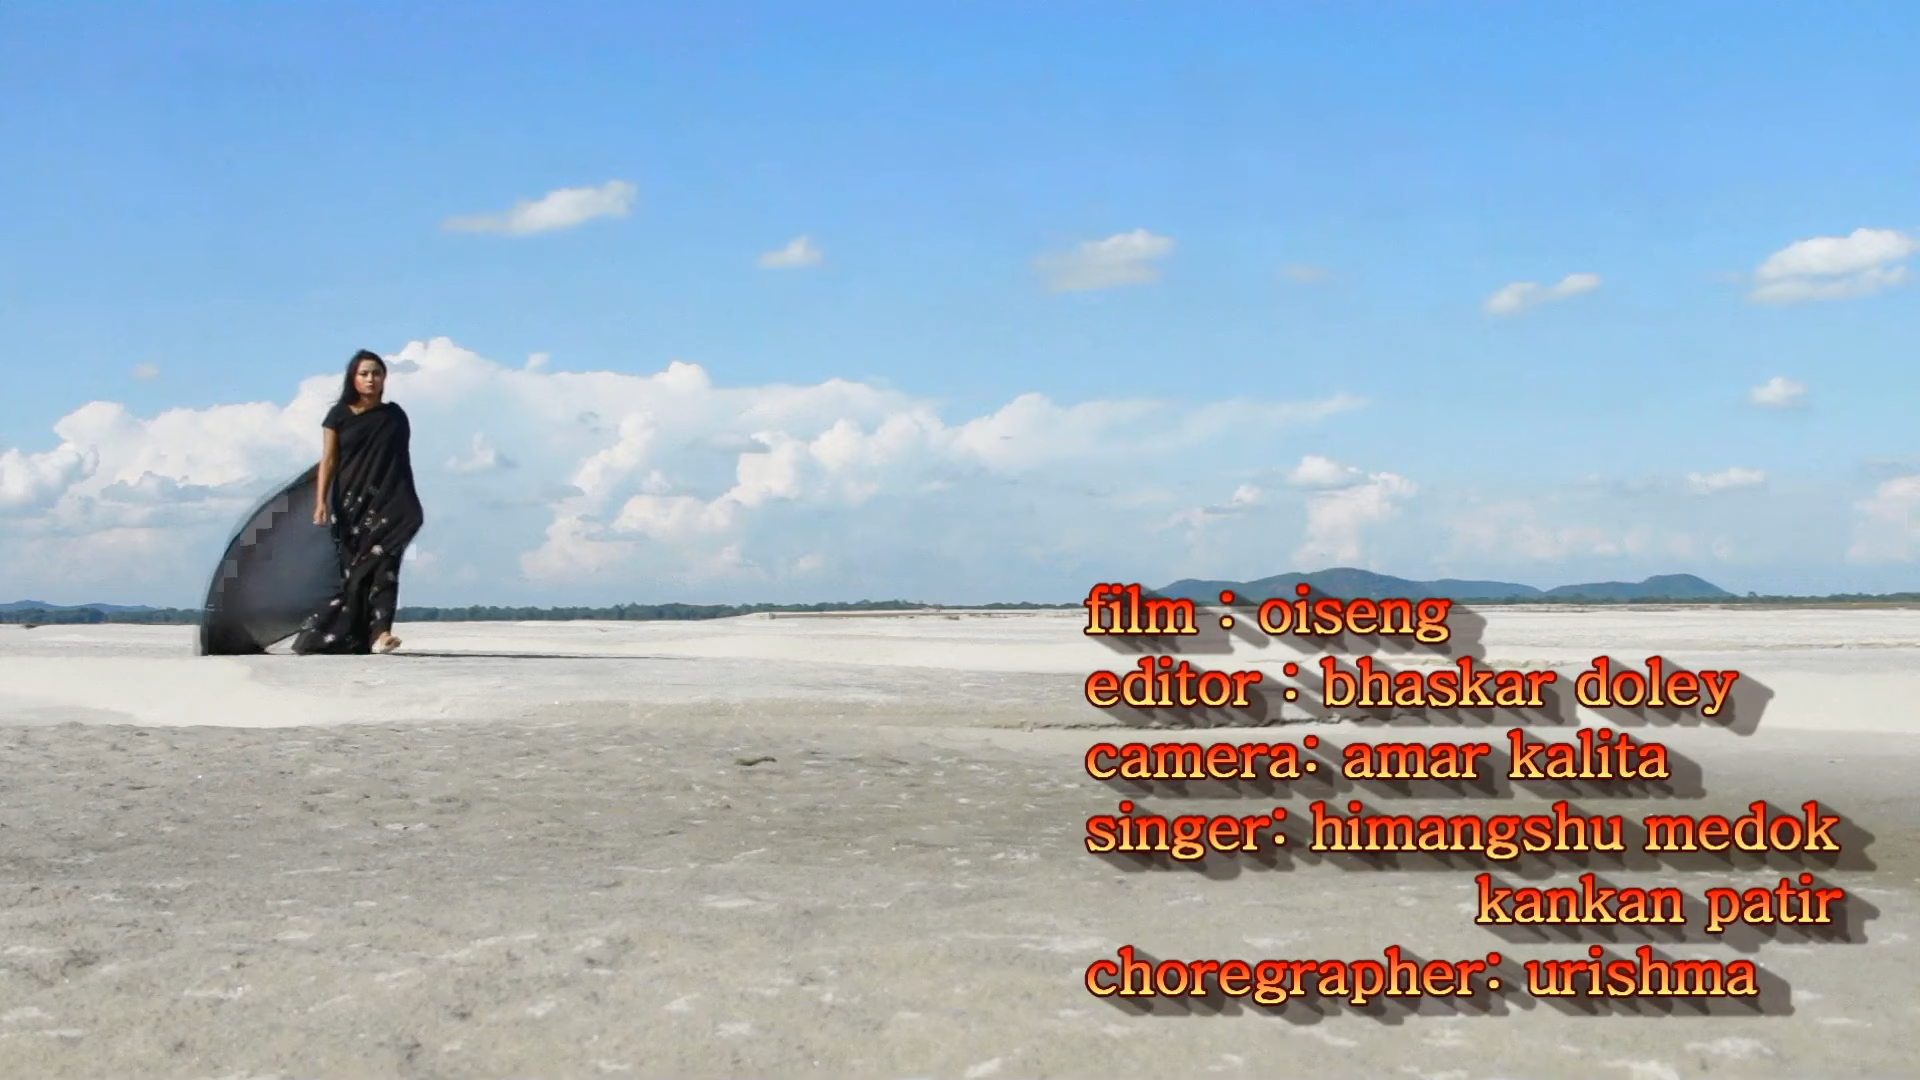 film : oiseng
editor : bhaskar doley
camera: amar kalita
singer: himangshu medok
kankan patir
choregrapher: urishma